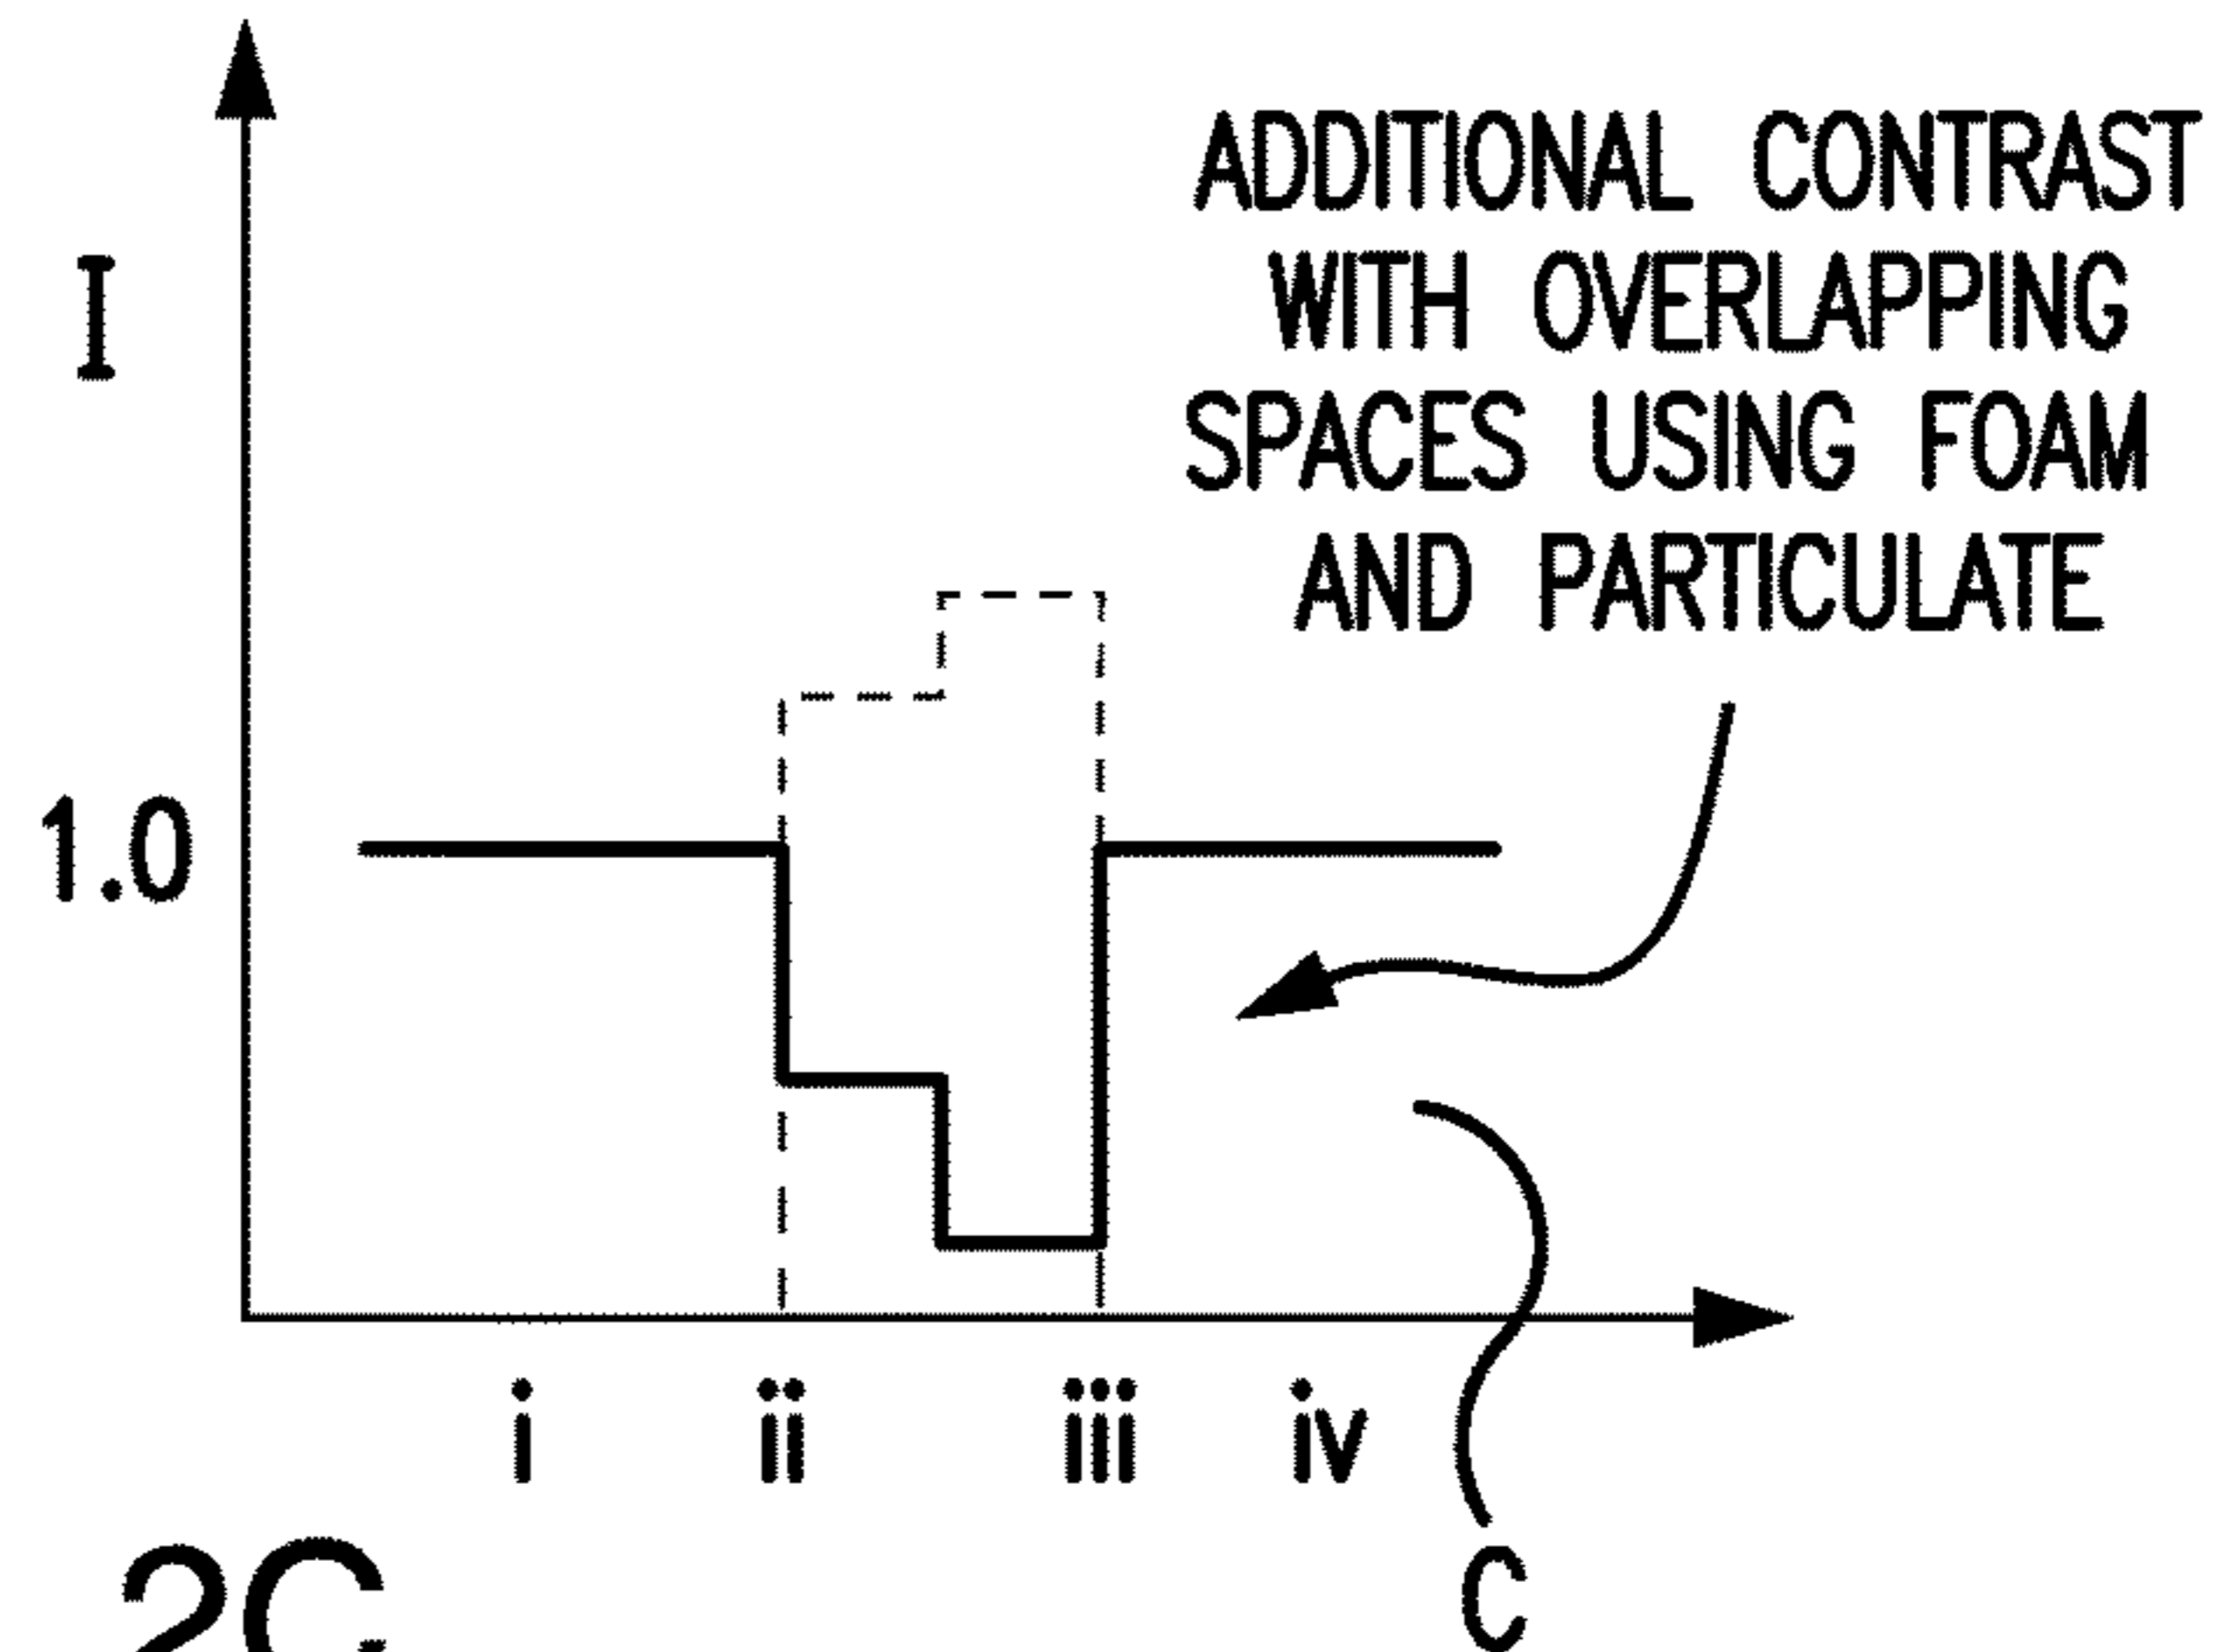 I
ADDITIONAL CONTRAST
WITH OVERLAPPING
SPACES USING FOAM
AND PARTICULATE
1.0
i ii iii iv
C
2C